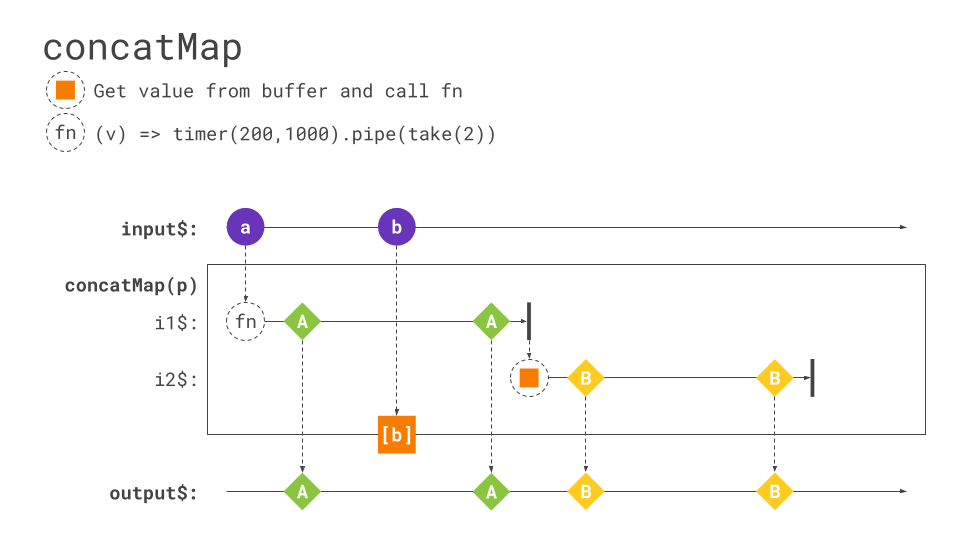 concatMap
Get value from buffer and call fn
fn (v) => timer(200,1000).pipe(take(2))
input$: a b
concatMap(p)
i1$: fn A A
i2$: B B
[b]
output$: A A B B